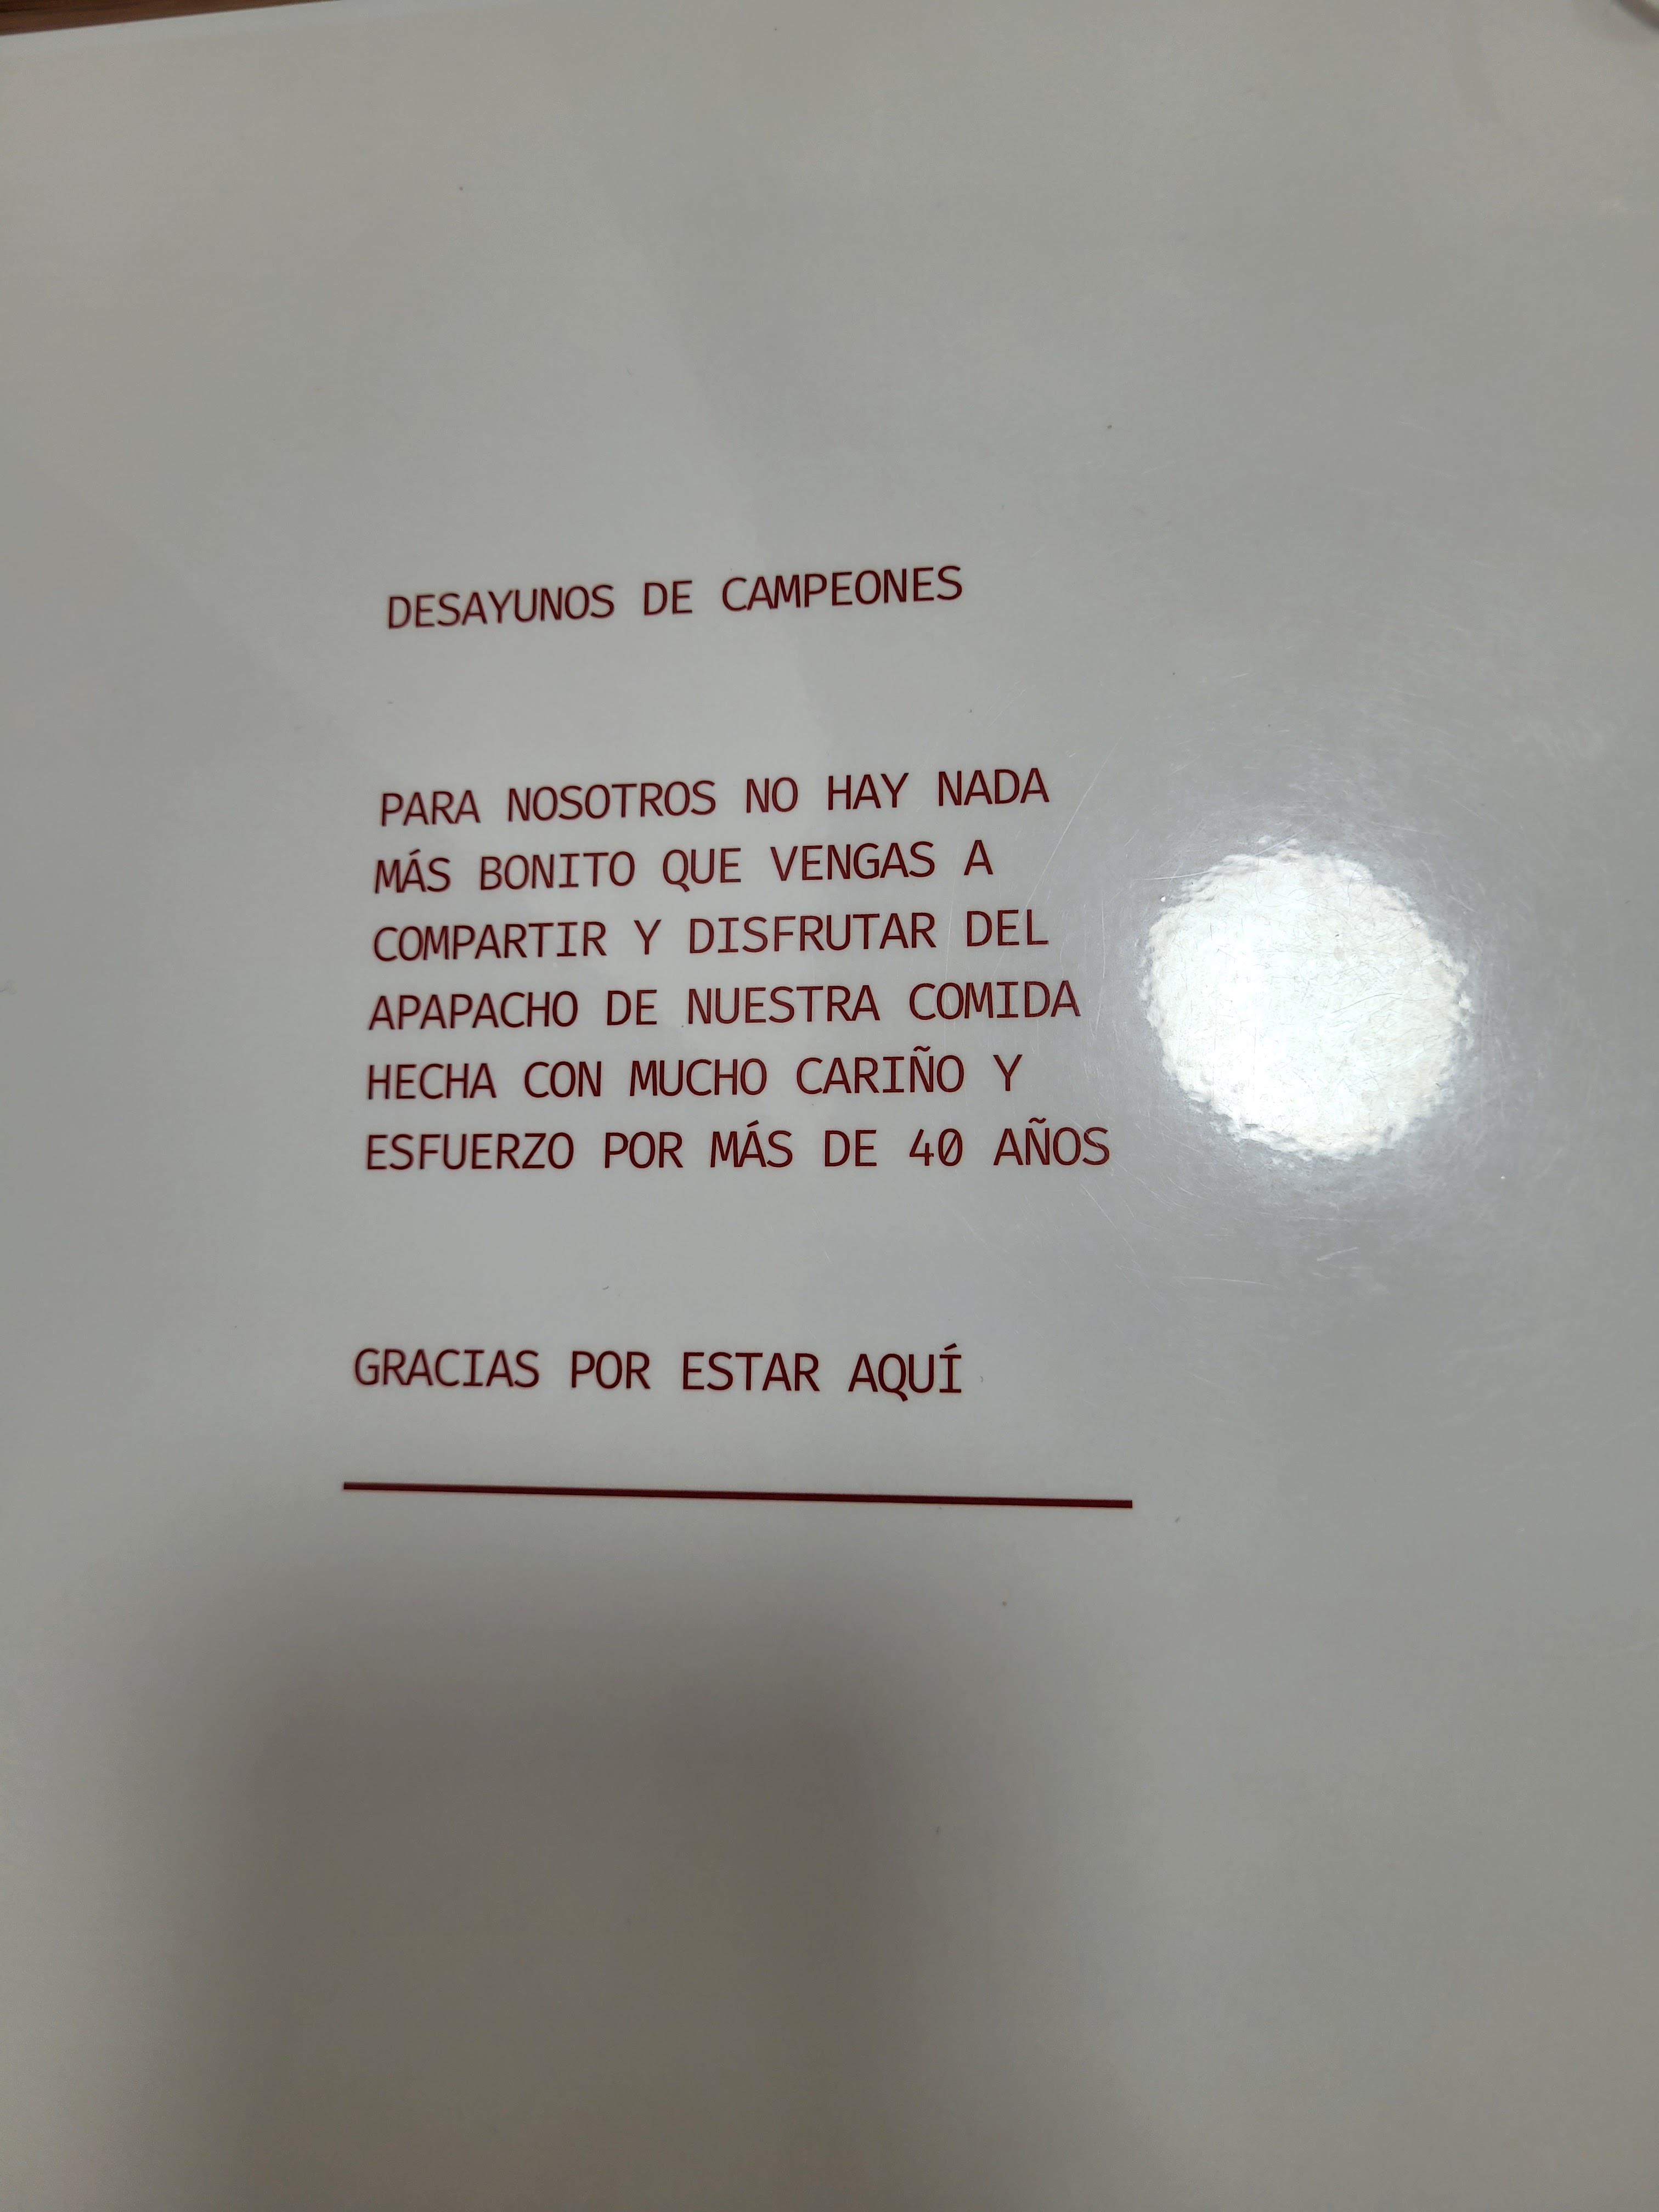 DESAYUNOS DE CAMPEONES
PARA NOSOTROS NO HAY NADA
MÁS BONITO QUE VENGAS A
COMPARTIR Y DISFRUTAR DEL
APAPACHO DE NUESTRA COMIDA
HECHA CON MUCHO CARIÑO Y
ESFUERZO POR MÁS DE 40 AÑOS
GRACIAS POR ESTAR AQUÍ